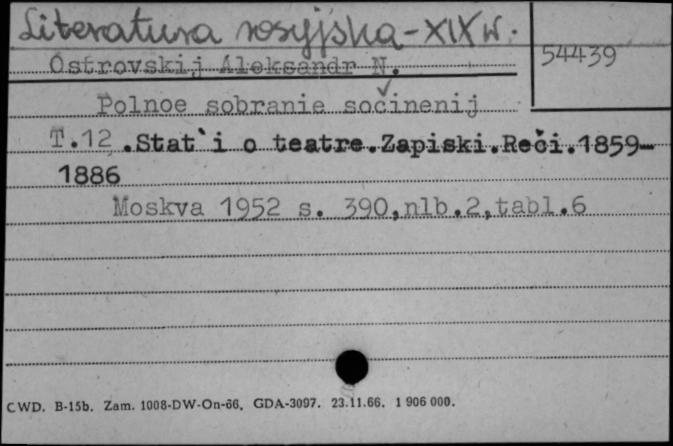 Literatura rosyjska - XIX w.
54439
Ostrovskij Aleksandr N.
Polnoe sobranie sočinenij
T.12 .Stat`i o teatre.Zapiski.Reči.1859-
1886
Moskva 1952 s. 390,nlb.2,tabl.6
CWD. B-15b. Zam. 1008-DW-On-66, GDA-3097. 23.11.66. 1 906 000.